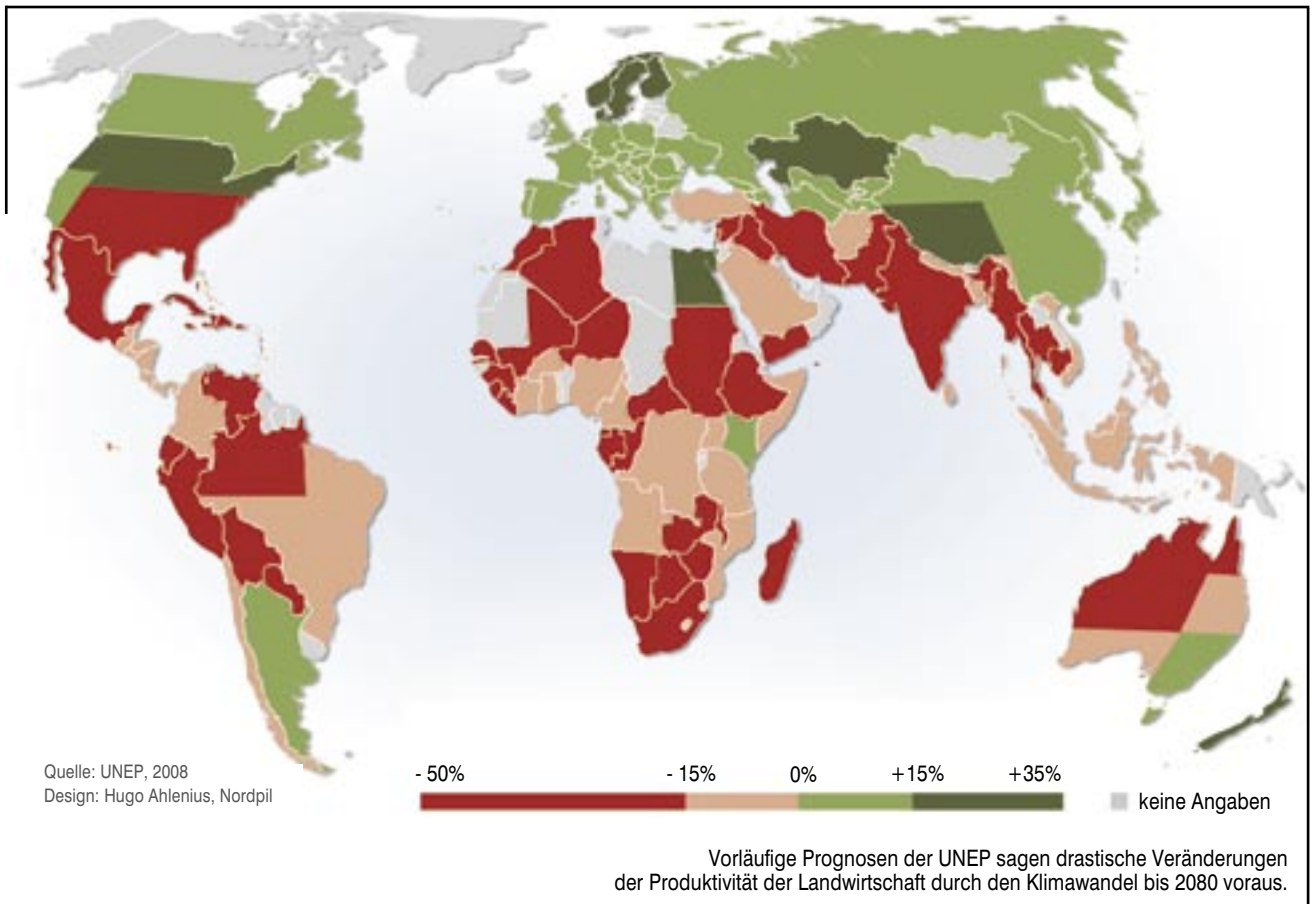 Quelle: UNEP, 2008
Design: Hugo Ahlenius, Nordpil
- 50% - 15% 0% +15% +35%
keine Angaben
Vorläufige Prognosen der UNEP sagen drastische Veränderungen
der Produktivität der Landwirtschaft durch den Klimawandel bis 2080 voraus.